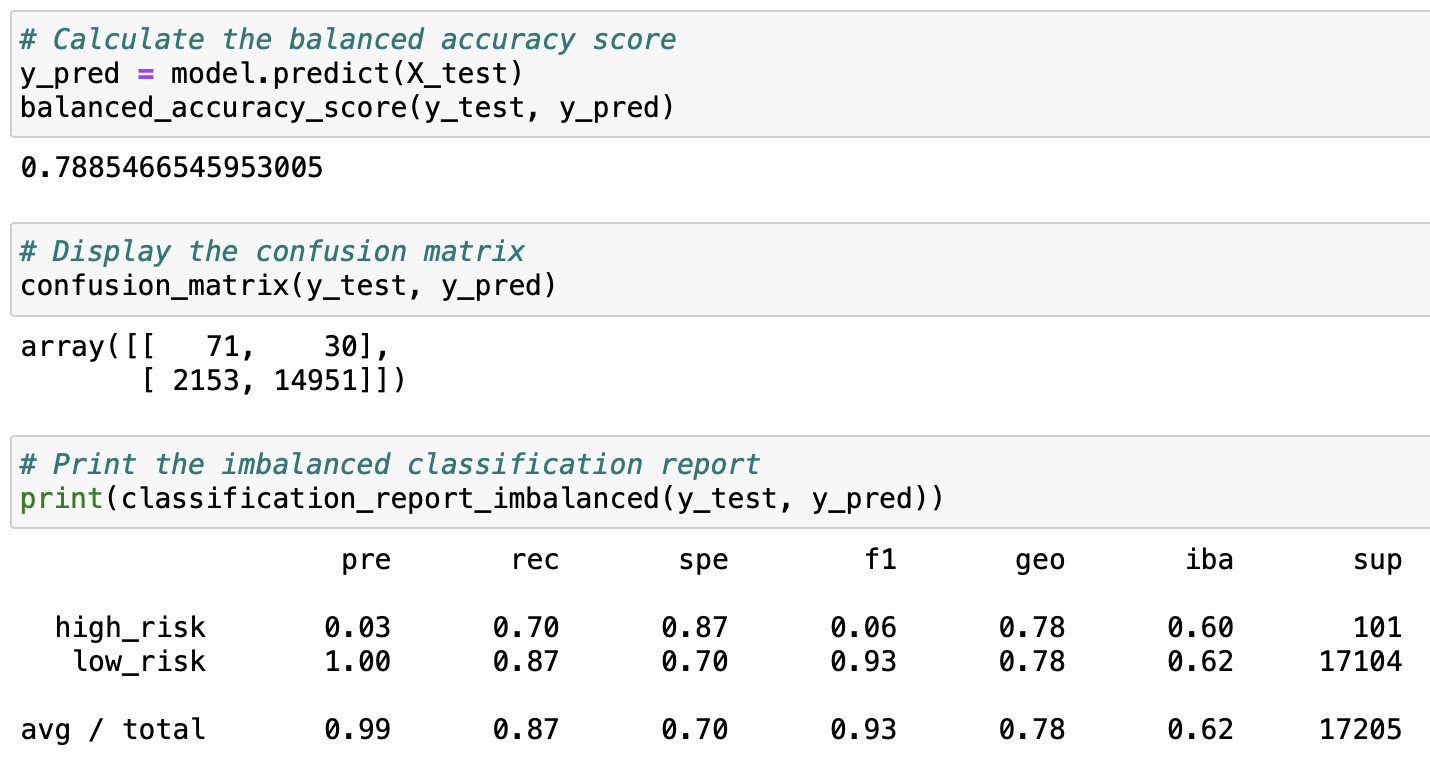 # Calculate the balanced accuracy score
y_pred = model.predict(X_test)
balanced_accuracy_score(y_test, y_pred)
0.7885466545953005
# Display the confusion matrix
confusion_matrix(y_test, y_pred)
array([[   71,    30],
       [ 2153, 14951]])
# Print the imbalanced classification report
print(classification_report_imbalanced(y_test, y_pred))
                   pre       rec       spe        f1       geo       iba       sup
  high_risk       0.03      0.70      0.87      0.06      0.78      0.60       101
   low_risk       1.00      0.87      0.70      0.93      0.78      0.62     17104
avg / total       0.99      0.87      0.70      0.93      0.78      0.62     17205